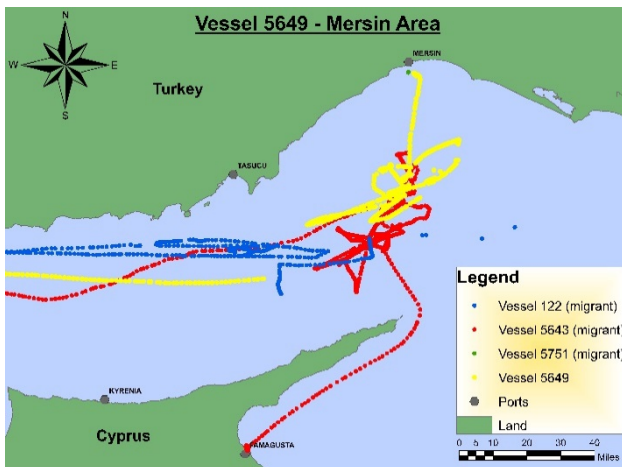 Vessel 5649 - Mersin Area
N
W E
S
MERSIN
Turkey
TASUCU
Legend
Vessel 122 (migrant)
Vessel 5643 (migrant)
Vessel 5751 (migrant)
Vessel 5649
Ports
Land
0 5 10 20 30 40
Miles
KYRENIA
Cyprus
FAMAGUSTA